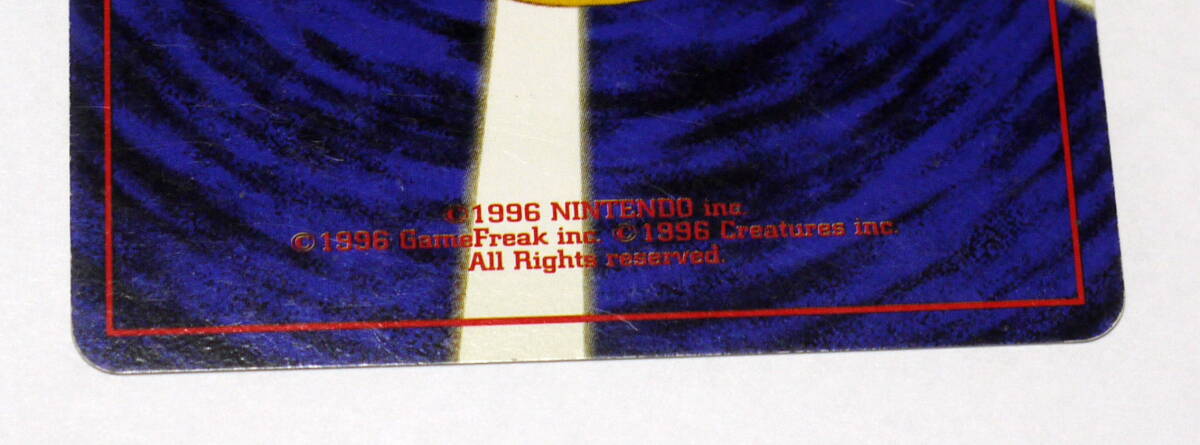 ©1996 NINTENDO inc.
©1996 GameFreak inc. ©1996 Creatures inc.
All Rights reserved.